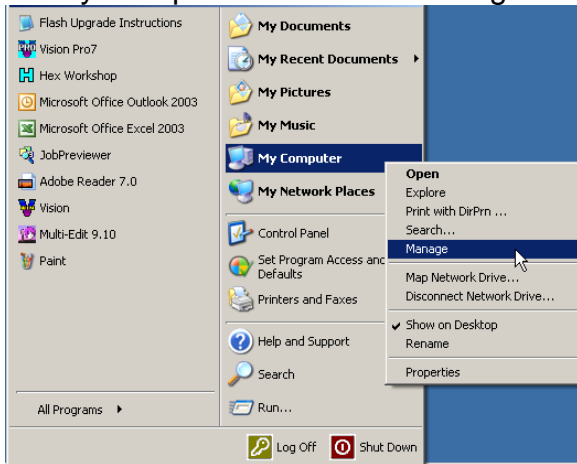 Flash Upgrade Instructions
Vision Pro7
Hex Workshop
Microsoft Office Outlook 2003
Microsoft Office Excel 2003
JobPreviewer
Adobe Reader 7.0
Vision
Multi-Edit 9.10
Paint
All Programs
My Documents
My Recent Documents
My Pictures
My Music
My Computer
My Network Places
Control Panel
Set Program Access and
Defaults
Printers and Faxes
Help and Support
Search
Run...
Log Off Shut Down
Open
Explore
Print with DirPrn ...
Search...
Manage
Map Network Drive...
Disconnect Network Drive...
Show on Desktop
Rename
Properties